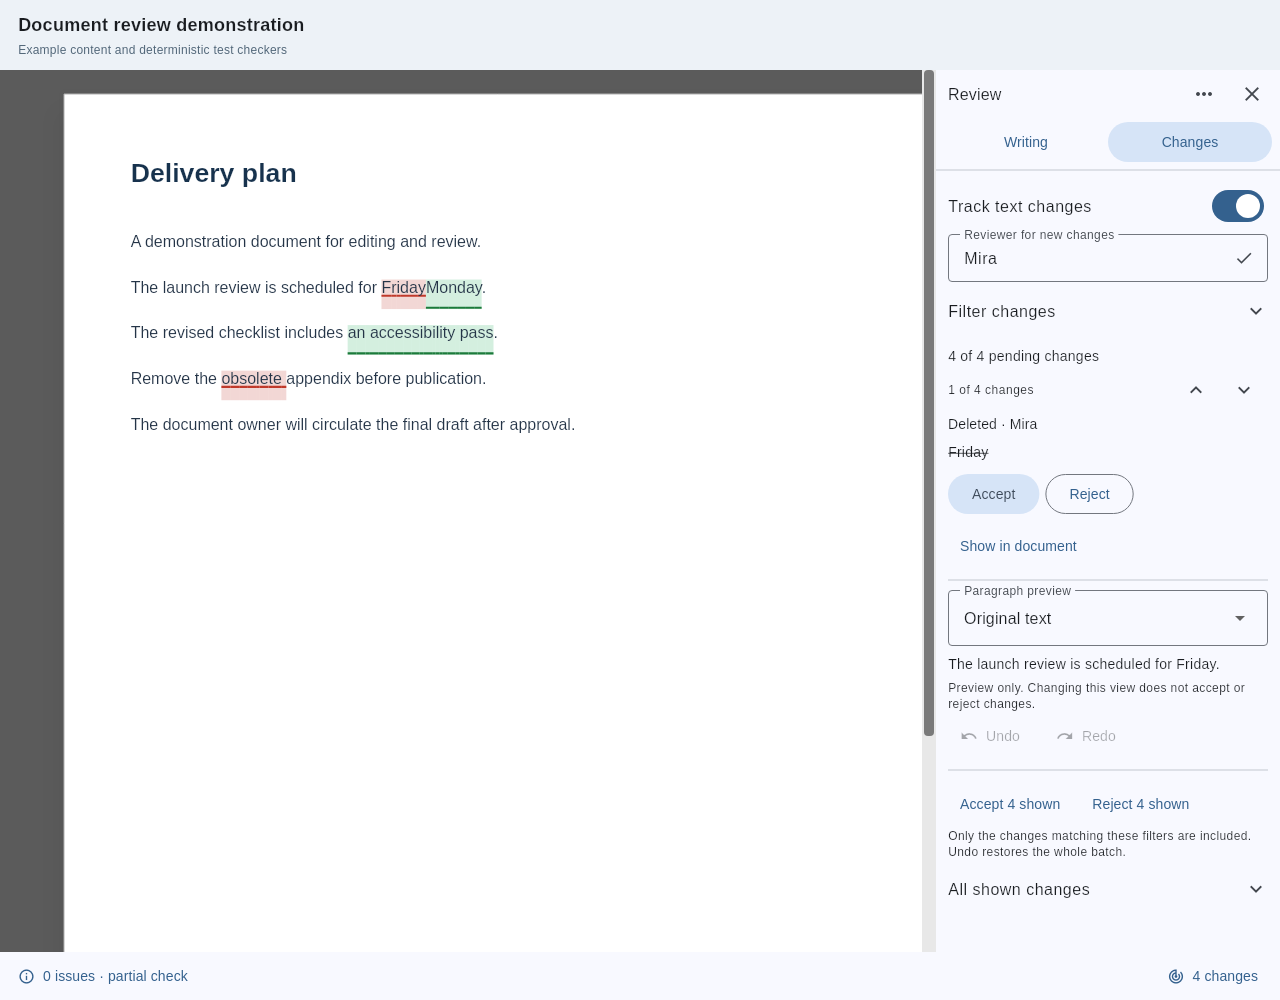 Document review demonstration
Example content and deterministic test checkers
Delivery plan
A demonstration document for editing and review.
The launch review is scheduled for FridayMonday.
The revised checklist includes an accessibility pass.
Remove the obsolete appendix before publication.
The document owner will circulate the final draft after approval.
Review
Writing
Changes
Track text changes
Reviewer for new changes
Mira
Filter changes
4 of 4 pending changes
1 of 4 changes
Deleted · Mira
Friday
Accept
Reject
Show in document
Paragraph preview
Original text
The launch review is scheduled for Friday.
Preview only. Changing this view does not accept or
reject changes.
Undo
Redo
Accept 4 shown
Reject 4 shown
Only the changes matching these filters are included.
Undo restores the whole batch.
All shown changes
0 issues · partial check
4 changes